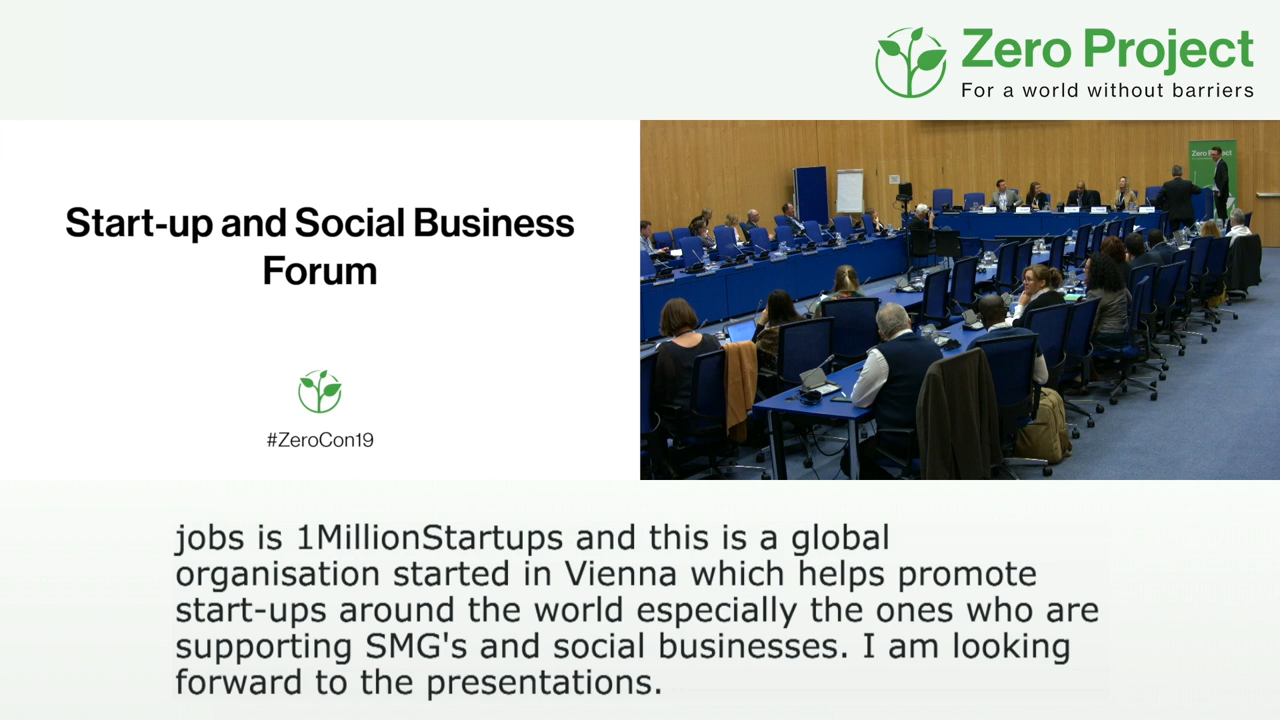 Zero Project
For a world without barriers
Start-up and Social Business
Forum
#ZeroCon19
Zero Project
jobs is 1MillionStartups and this is a global
organisation started in Vienna which helps promote
start-ups around the world especially the ones who are
supporting SMG's and social businesses. I am looking
forward to the presentations.